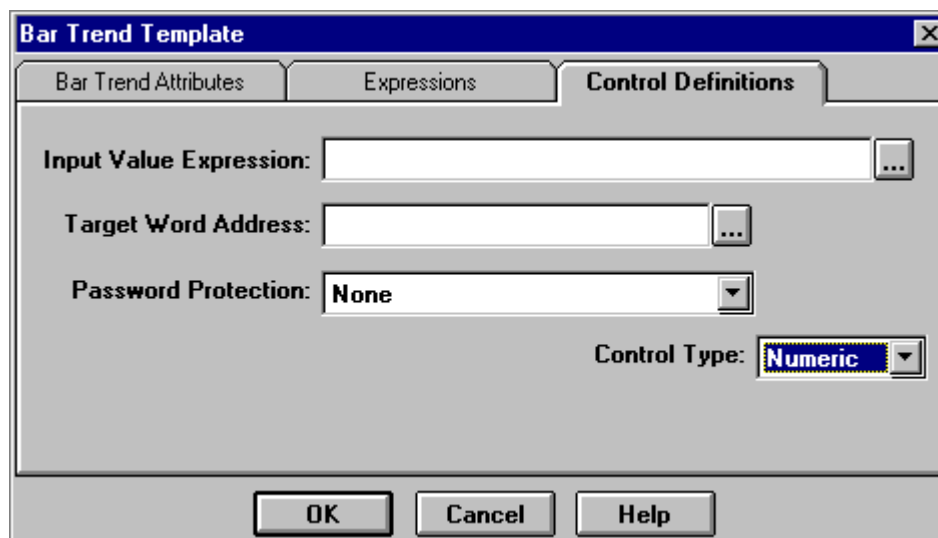 Bar Trend Template
Bar Trend Attributes Expressions Control Definitions
Input Value Expression: ...
Target Word Address: ...
Password Protection: None
Control Type: Numeric
OK Cancel Help